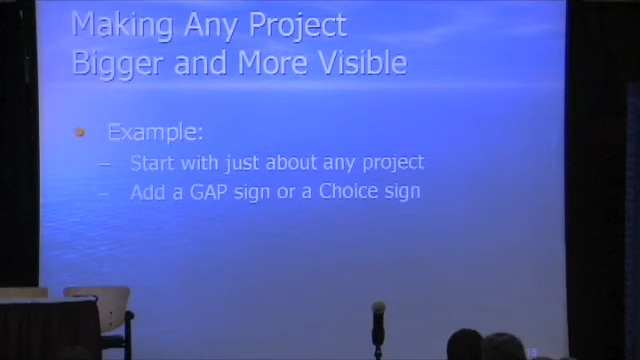 Making Any Project
Bigger and More Visible
Example:
– Start with just about any project
– Add a GAP sign or a Choice sign